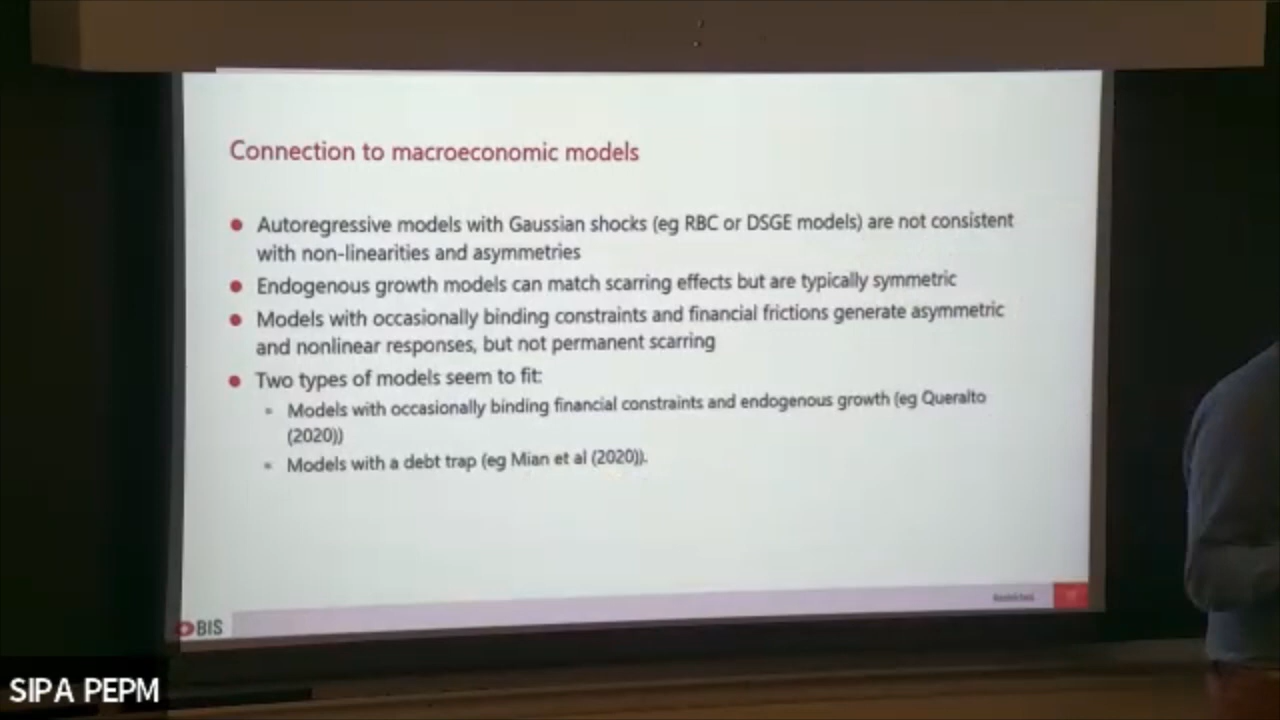 Connection to macroeconomic models
Autoregressive models with Gaussian shocks (eg RBC or DSGE models) are not consistent
with non-linearities and asymmetries
Endogenous growth models can match scarring effects but are typically symmetric
Models with occasionally binding constraints and financial frictions generate asymmetric
and nonlinear responses, but not permanent scarring
Two types of models seem to fit:
Models with occasionally binding financial constraints and endogenous growth (eg Queralto
(2020))
Models with a debt trap (eg Mian et al (2020)).
Restricted
BIS
SIPA PEPM